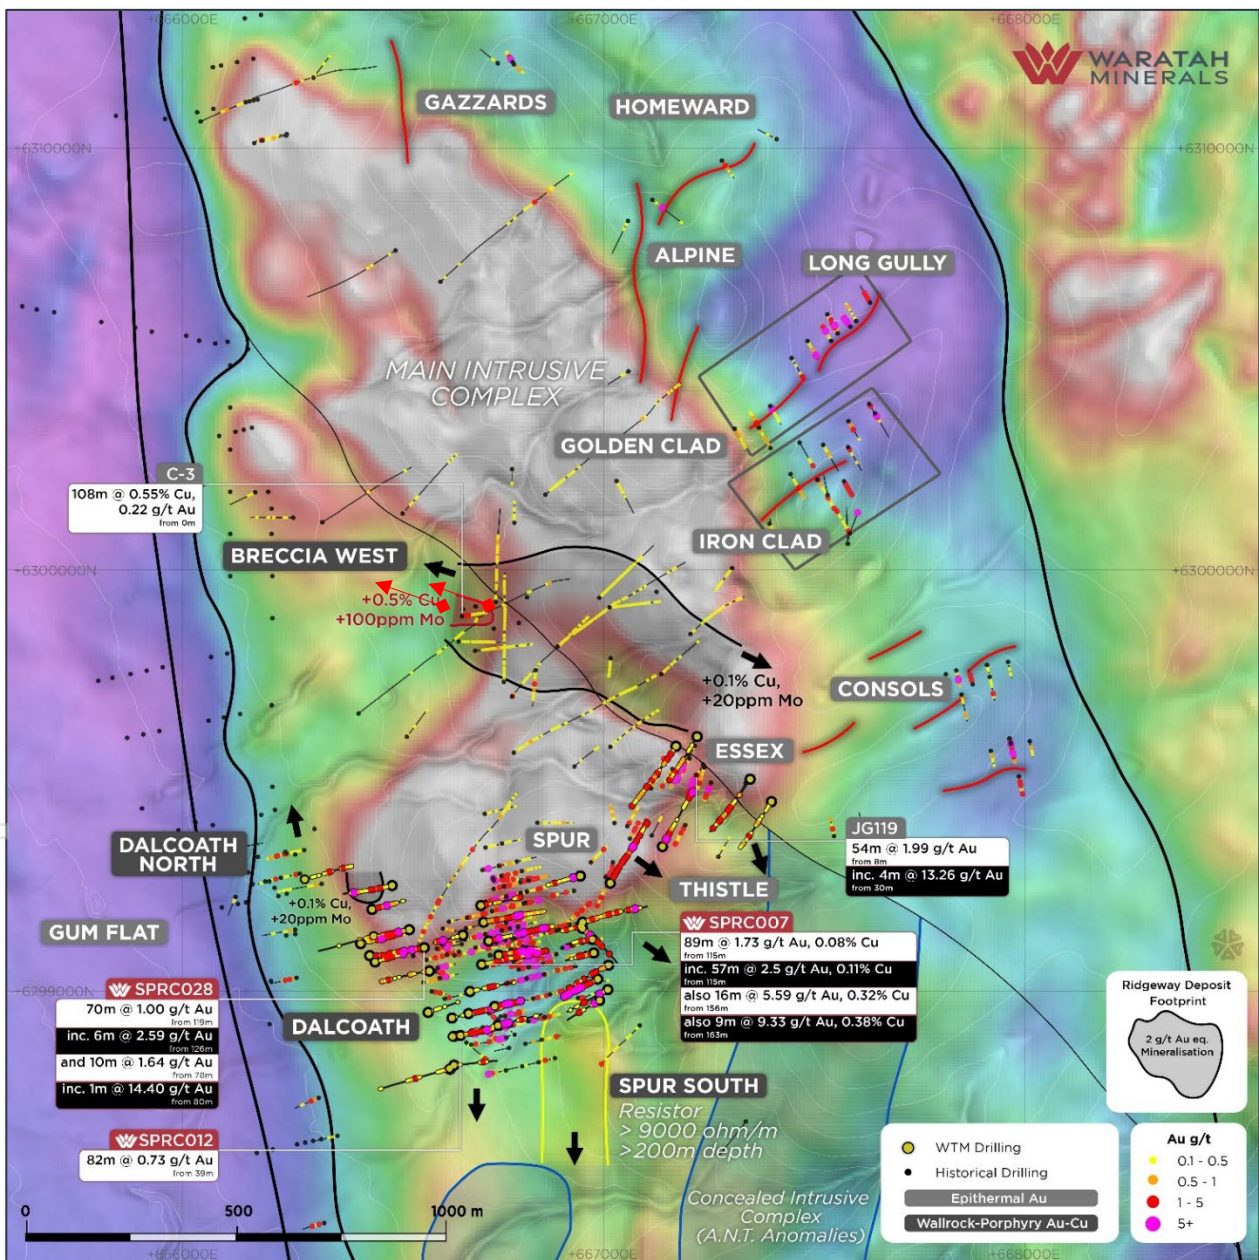 +666000E
+667000E
+668000E
WARATAH
MINERALS
GAZZARDS
HOMEWARD
+6310000N
+6310000N
ALPINE
LONG GULLY
MAIN INTRUSIVE
COMPLEX
GOLDEN CLAD
C-3
108m @ 0.55% Cu,
0.22 g/t Au
from 0m
IRON CLAD
BRECCIA WEST
+6300000N
+6300000N
+0.5% Cu
+100ppm Mo
+0.1% Cu,
+20ppm Mo
CONSOLS
ESSEX
SPUR
JG119
54m @ 1.99 g/t Au
from 8m
inc. 4m @ 13.26 g/t Au
from 30m
DALCOATH
NORTH
THISTLE
+0.1% Cu,
+20ppm Mo
GUM FLAT
SPRC007
89m @ 1.73 g/t Au, 0.08% Cu
from 115m
inc. 57m @ 2.5 g/t Au, 0.11% Cu
from 115m
also 16m @ 5.59 g/t Au, 0.32% Cu
from 156m
also 9m @ 9.33 g/t Au, 0.38% Cu
from 163m
+6299000N
SPRC028
70m @ 1.00 g/t Au
from 119m
inc. 6m @ 2.59 g/t Au
from 126m
and 10m @ 1.64 g/t Au
from 78m
inc. 1m @ 14.40 g/t Au
from 80m
DALCOATH
Ridgeway Deposit
Footprint
2 g/t Au eq.
Mineralisation
SPUR SOUTH
Resistor
> 9000 ohm/m
>200m depth
SPRC012
82m @ 0.73 g/t Au
from 39m
WTM Drilling
Historical Drilling
Epithermal Au
Wallrock-Porphyry Au-Cu
Au g/t
0.1 - 0.5
0.5 - 1
1 - 5
5+
Concealed Intrusive
Complex
(A.N.T. Anomalies)
0
500
1000 m
+666000E
+667000E
+668000E